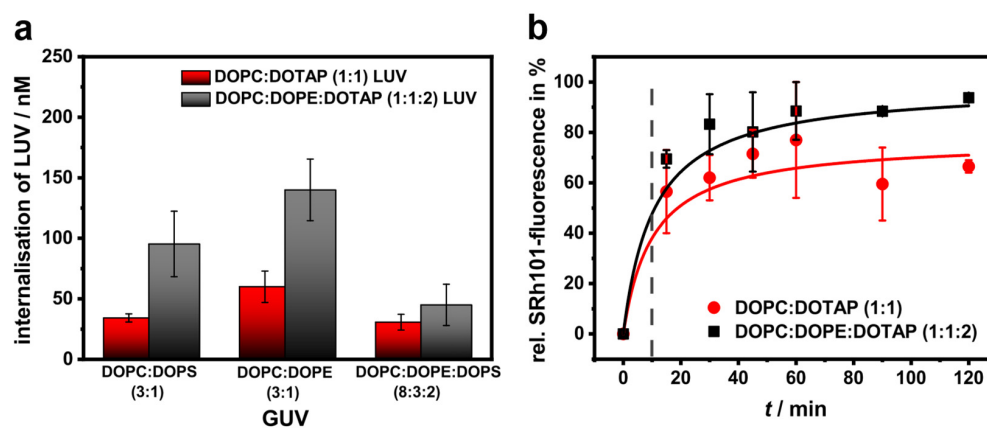 a
internalisation of LUV / nM
250
200
150
100
50
0
DOPC:DOTAP (1:1) LUV
DOPC:DOPE:DOTAP (1:1:2) LUV
DOPC:DOPS
(3:1)
DOPC:DOPE
(3:1)
DOPC:DOPE:DOPS
(8:3:2)
GUV
b
rel. SRh101-fluorescence in %
100
80
60
40
20
0
DOPC:DOTAP (1:1)
DOPC:DOPE:DOTAP (1:1:2)
0 20 40 60 80 100 120
t / min